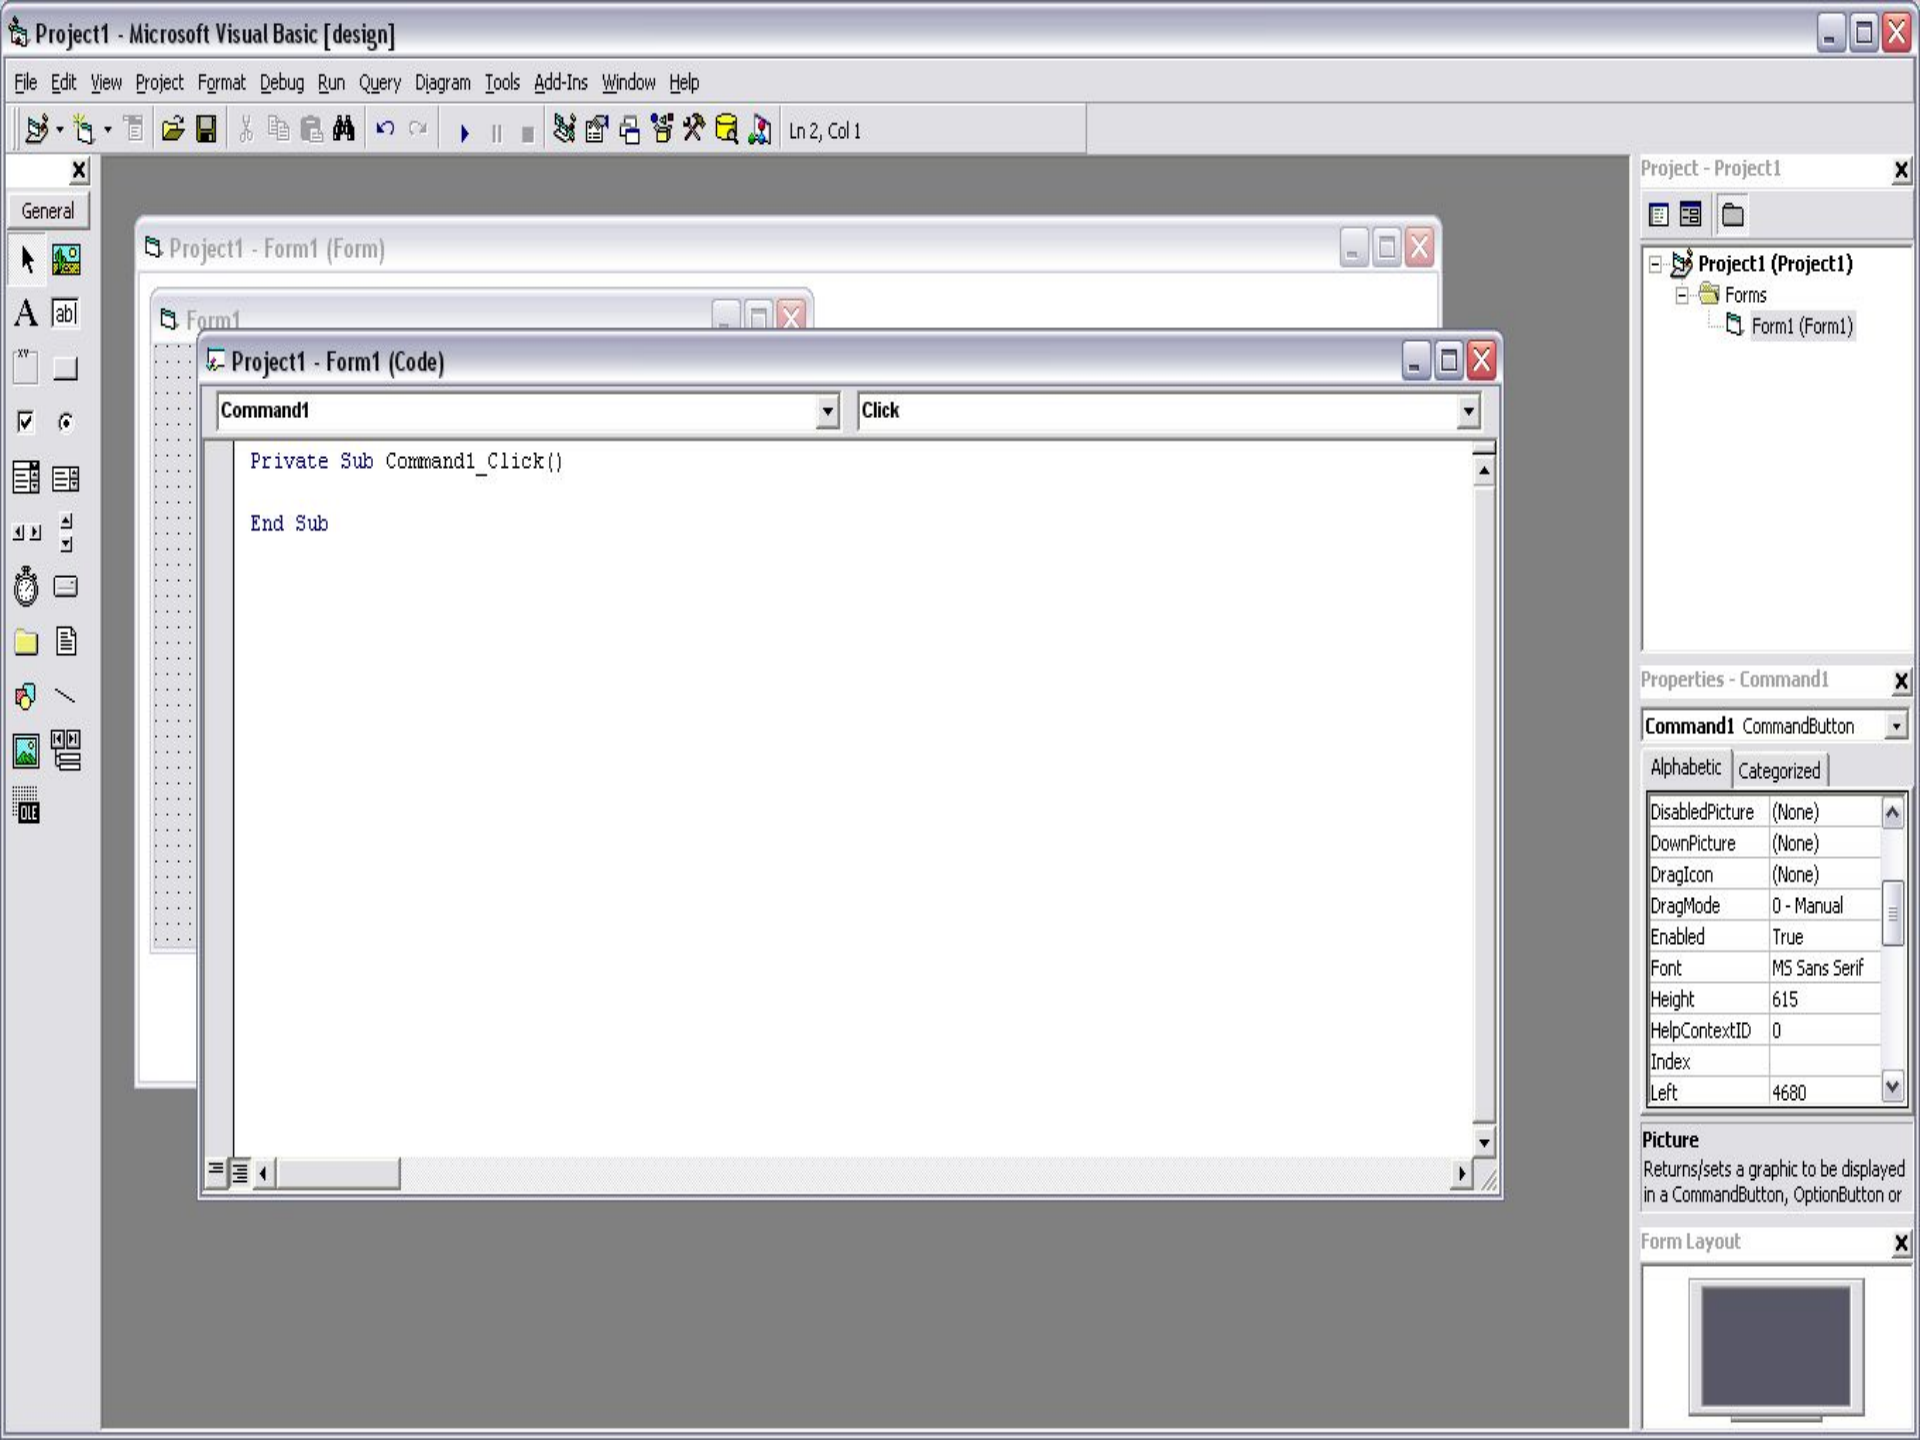 Project1 - Microsoft Visual Basic [design]
File Edit View Project Format Debug Run Query Diagram Tools Add-Ins Window Help
Ln 2, Col 1
General
A
ab
XY
OLE
Project1 - Form1 (Form)
Form1
Project1 - Form1 (Code)
Command1
Click
Private Sub Command1_Click()
End Sub
Project - Project1
Project1 (Project1)
Forms
Form1 (Form1)
Properties - Command1
Command1 CommandButton
Alphabetic Categorized
DisabledPicture (None)
DownPicture (None)
DragIcon (None)
DragMode 0 - Manual
Enabled True
Font MS Sans Serif
Height 615
HelpContextID 0
Index
Left 4680
Picture
Returns/sets a graphic to be displayed
in a CommandButton, OptionButton or
Form Layout